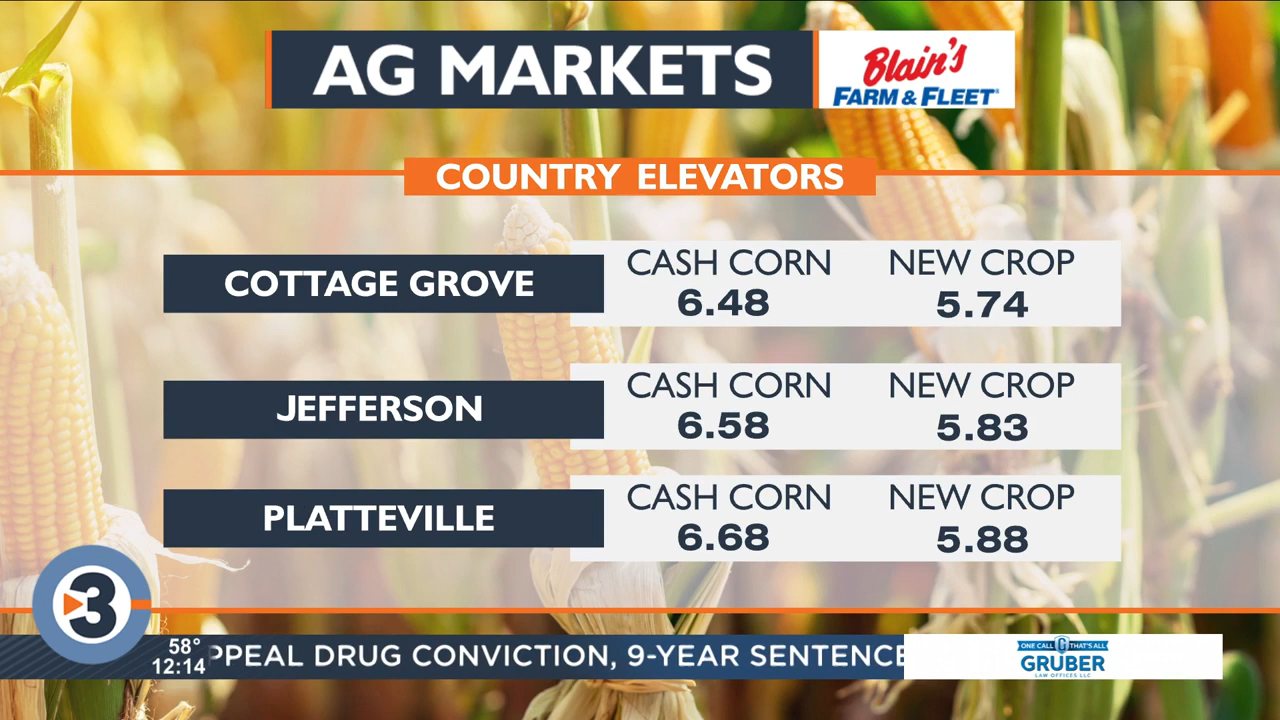 AG MARKETS
Blain's
FARM & FLEET
COUNTRY ELEVATORS
COTTAGE GROVE
CASH CORN
6.48
NEW CROP
5.74
JEFFERSON
CASH CORN
6.58
NEW CROP
5.83
PLATTEVILLE
CASH CORN
6.68
NEW CROP
5.88
3
58°
12:14
PPEAL DRUG CONVICTION, 9-YEAR SENTENCE
ONE CALL G THAT'S ALL
GRUBER
LAW OFFICES LLC